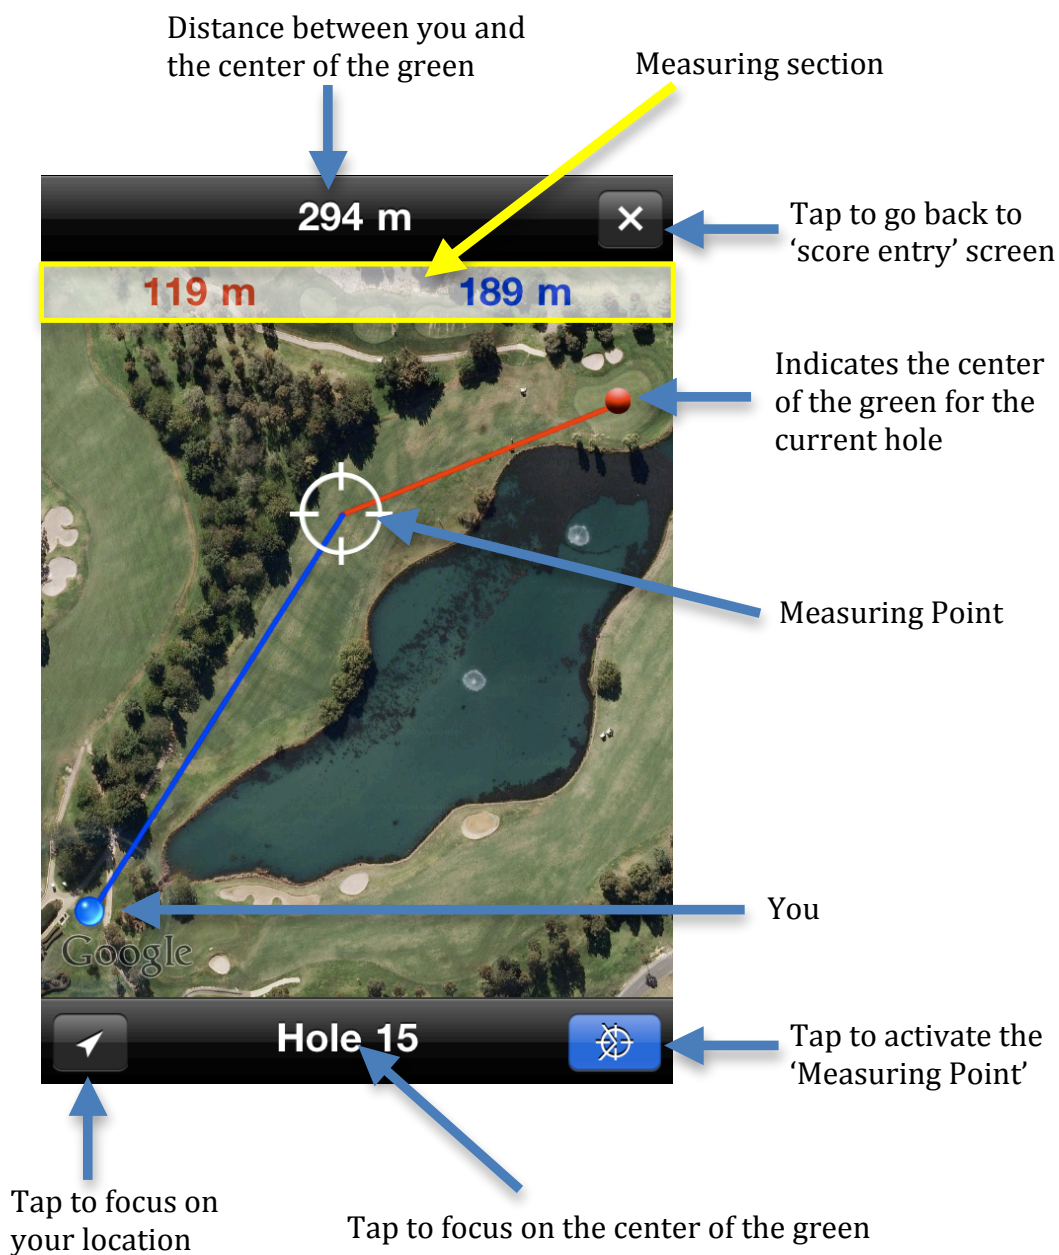 Distance between you and
the center of the green
Measuring section
294 m
Tap to go back to
‘score entry’ screen
119 m
189 m
Indicates the center
of the green for the
current hole
Measuring Point
You
Google
Hole 15
Tap to activate the
‘Measuring Point’
Tap to focus on
your location
Tap to focus on the center of the green